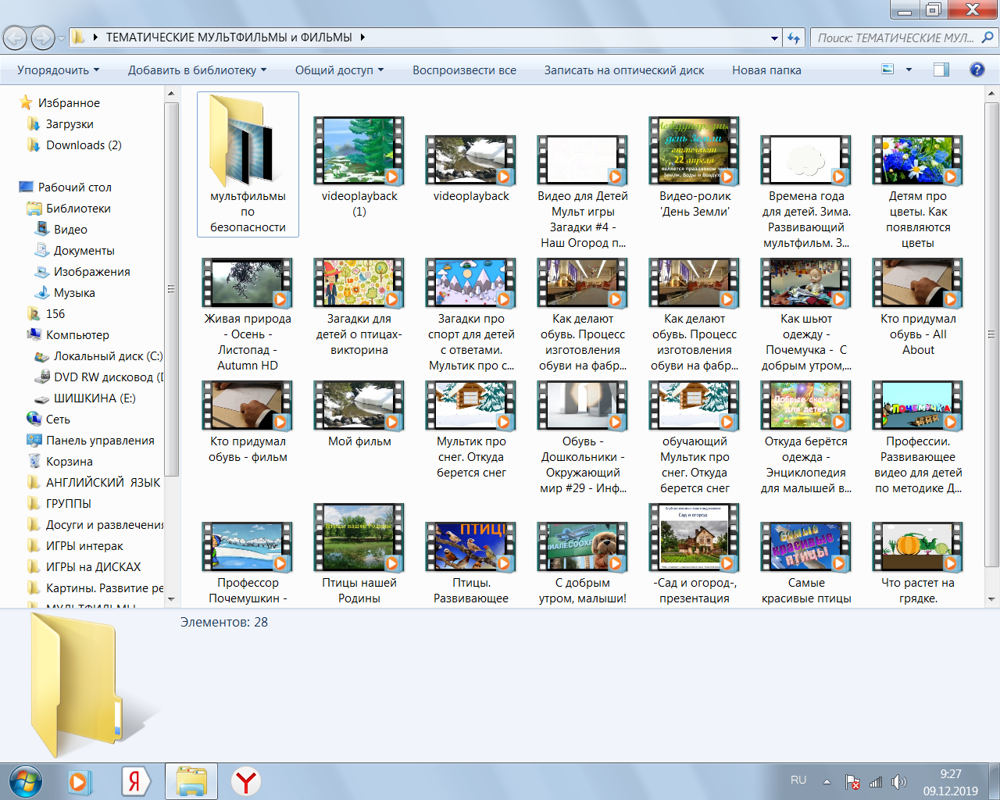 ТЕМАТИЧЕСКИЕ МУЛЬТФИЛЬМЫ и ФИЛЬМЫ
Поиск: ТЕМАТИЧЕСКИЕ МУЛ...
Упорядочить
Добавить в библиотеку
Общий доступ
Воспроизвести все
Записать на оптический диск
Новая папка
Избранное
Загрузки
Downloads (2)
Рабочий стол
Библиотеки
Видео
Документы
Изображения
Музыка
156
Компьютер
Локальный диск (C:)
DVD RW дисковод (D
ШИШКИНА (E:)
Сеть
Панель управления
Корзина
АНГЛИЙСКИЙ ЯЗЫК
ГРУППЫ
Досуги и развлечения
ИГРЫ интерак
ИГРЫ на ДИСКАХ
Картины. Развитие ре
МУЛЬТФИЛЬМЫ
мультфильмы
по
безопасности
videoplayback
(1)
videoplayback
Видео для Детей
Мульт игры
Загадки #4 -
Наш Огород п...
Международный
день Земли
отмечают
22 апреля
является праздником чистой
Земли, Воды и Воздуха
Видео-ролик
'День Земли'
Времена года
для детей. Зима.
Развивающий
мультфильм. З...
Детям про
цветы. Как
появляются
цветы
Живая природа
- Осень -
Листопад -
Autumn HD
Загадки для
детей о птицах-
викторина
Загадки про
спорт для детей
с ответами.
Мультик про с...
Как делают
обувь. Процесс
изготовления
обуви на фабр...
Как делают
обувь. Процесс
изготовления
обуви на фабр...
Как шьют
одежду -
Почемучка - С
добрым утром,...
Кто придумал
обувь - All
About
Кто придумал
обувь - фильм
Мой фильм
Мультик про
снег. Откуда
берется снег
Обувь -
Дошкольники -
Окружающий
мир #29 - Инф...
обучающий
Мультик про
снег. Откуда
берется снег
Добрые сказки
для детей
Откуда берётся
одежда -
Энциклопедия
для малышей в...
ПОЧЕМУЧКА
Профессии.
Развивающее
видео для детей
по методике Д...
Профессор
Почемушкин -
Птицы нашей Родины
Птицы нашей
Родины
ПТИЦЫ
Птицы.
Развивающее
С добрым
утром, малыши!
Сад и огород
-Сад и огород-,
презентация
Самые
красивые
птицы
Самые
красивые птицы
Что растет на
грядке.
Элементов: 28
RU
9:27
09.12.2019